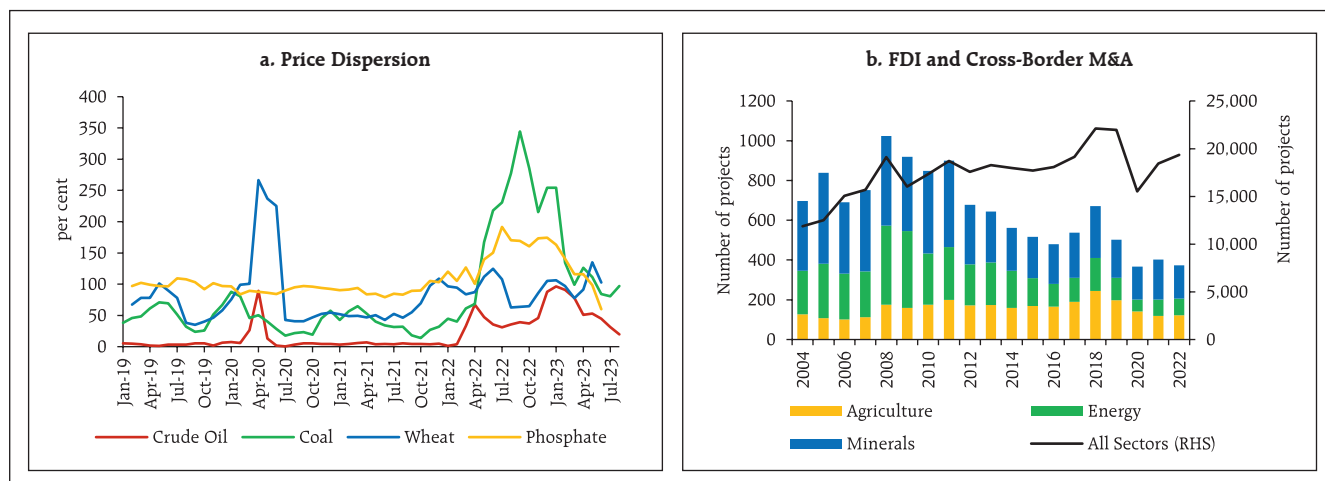 a. Price Dispersion
per cent
400
350
300
250
200
150
100
50
0
Jan-19
Apr-19
Jul-19
Oct-19
Jan-20
Apr-20
Jul-20
Oct-20
Jan-21
Apr-21
Jul-21
Oct-21
Jan-22
Apr-22
Jul-22
Oct-22
Jan-23
Apr-23
Jul-23
Crude Oil
Coal
Wheat
Phosphate
b. FDI and Cross-Border M&A
Number of projects
1200
1000
800
600
400
200
0
25,000
20,000
15,000
10,000
5,000
0
Number of projects
2004
2006
2008
2010
2012
2014
2016
2018
2020
2022
Agriculture
Energy
Minerals
All Sectors (RHS)